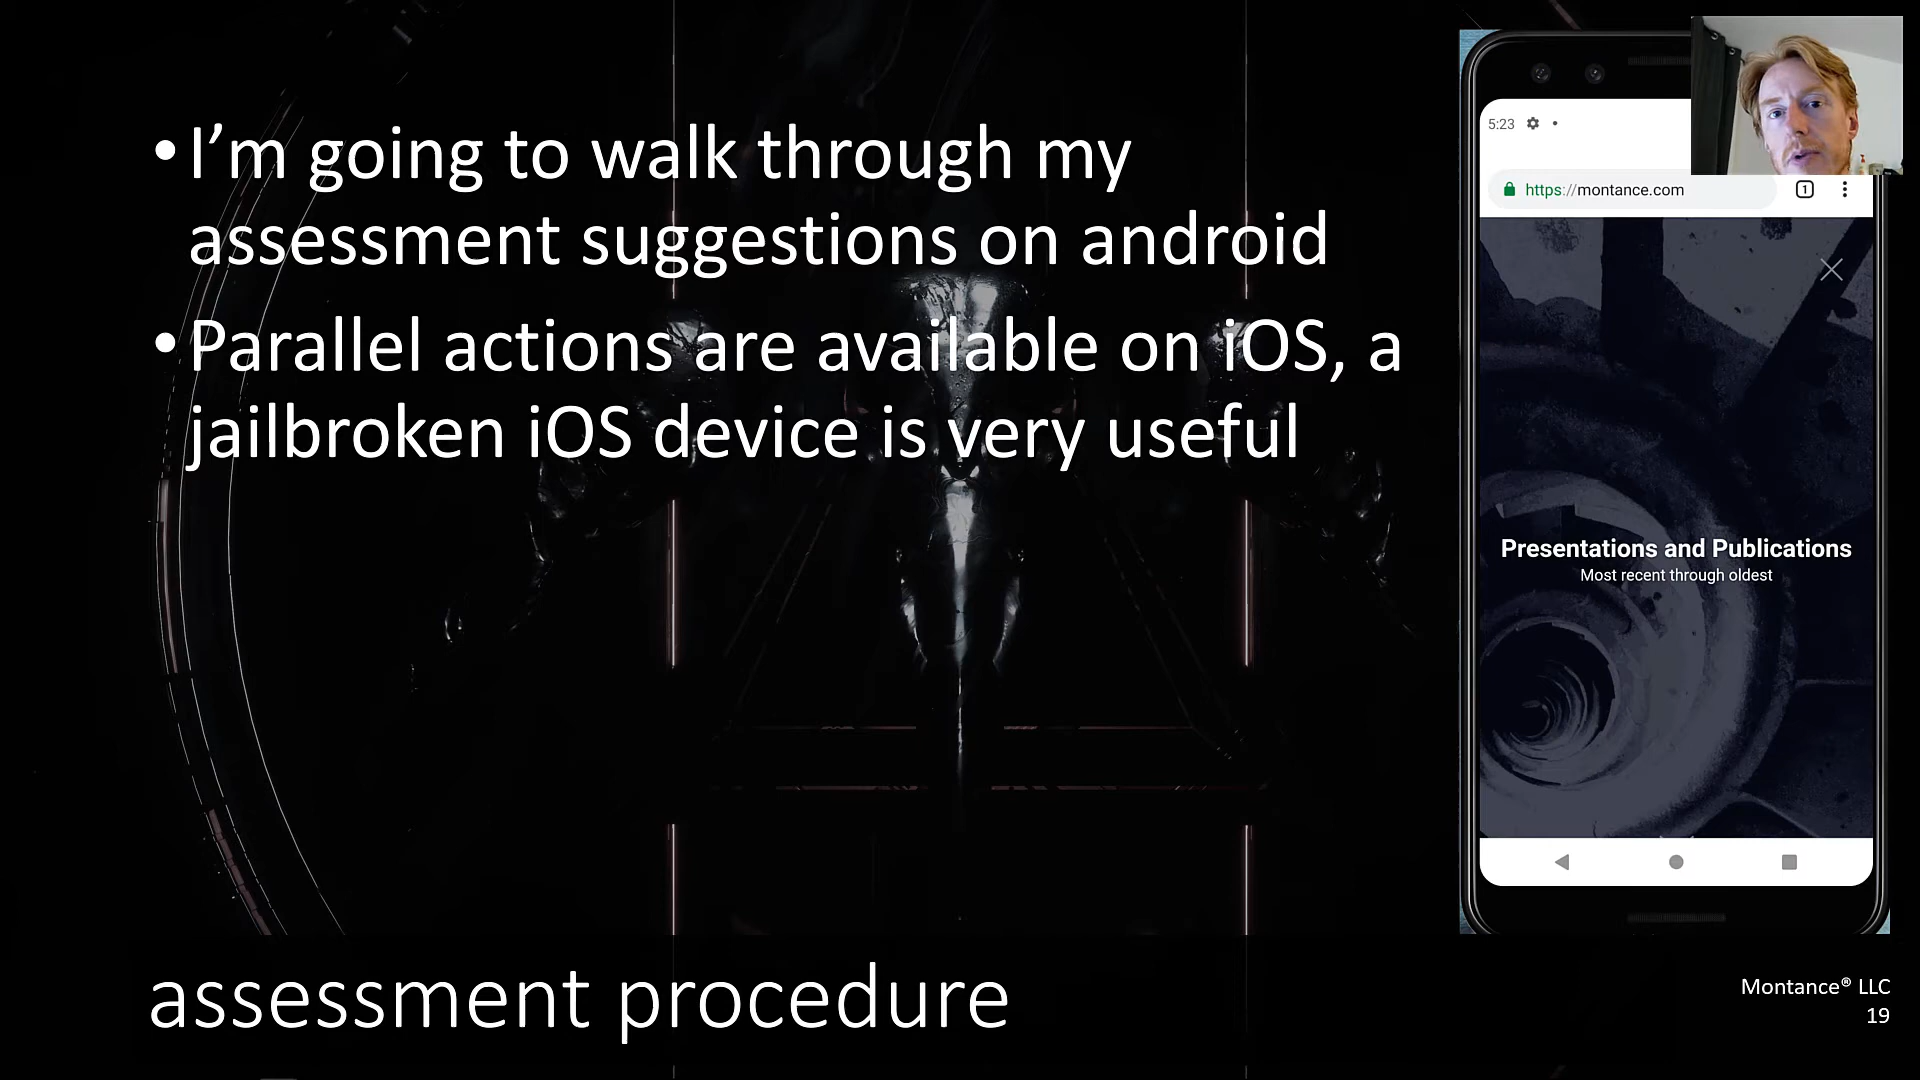 • I’m going to walk through my
assessment suggestions on android
• Parallel actions are available on iOS, a
jailbroken iOS device is very useful
5:23
https://montance.com
1
Presentations and Publications
Most recent through oldest
assessment procedure
Montance® LLC
19